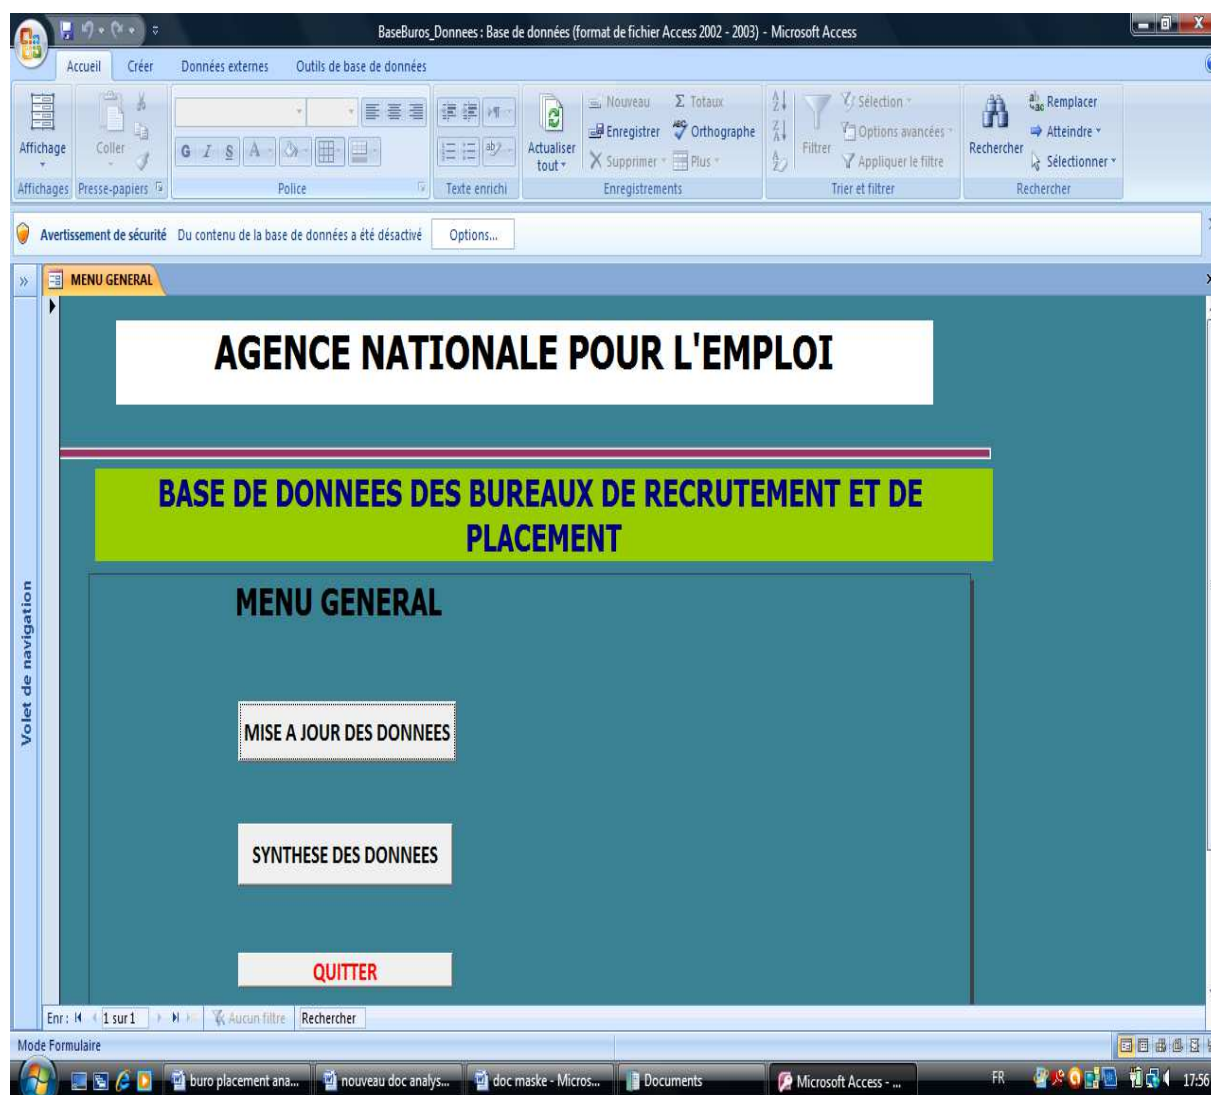 BaseBuros_Donnees : Base de données (format de fichier Access 2002 - 2003) - Microsoft Access
Accueil Créer Données externes Outils de base de données
Affichage Coller G I S A Actualiser tout Nouveau Enregistrer Supprimer Σ Totaux Orthographe Plus Filtrer Sélection Options avancées Appliquer le filtre Rechercher Remplacer Atteindre Sélectionner
Affichages Presse-papiers Police Texte enrichi Enregistrements Trier et filtrer Rechercher
Avertissement de sécurité Du contenu de la base de données a été désactivé Options...
MENU GENERAL
Volet de navigation
AGENCE NATIONALE POUR L'EMPLOI
BASE DE DONNEES DES BUREAUX DE RECRUTEMENT ET DE
PLACEMENT
MENU GENERAL
MISE A JOUR DES DONNEES
SYNTHESE DES DONNEES
QUITTER
Enr : 1 sur 1 Aucun filtre Rechercher
Mode Formulaire
buro placement ana... nouveau doc analys... doc maske - Micros... Documents Microsoft Access - ... FR 17:56